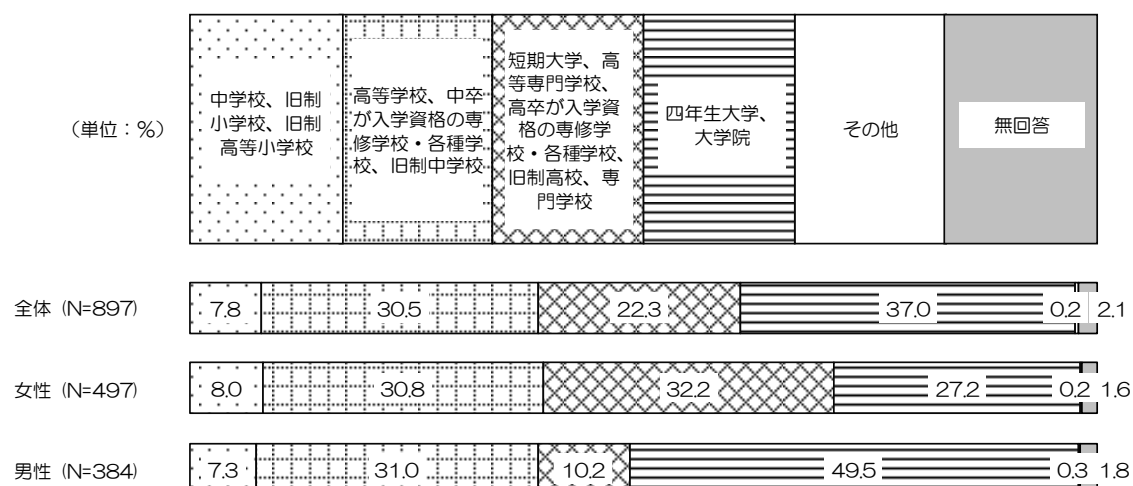 （単位：%）
中学校、旧制
小学校、旧制
高等小学校
高等学校、中卒
が入学資格の専
修学校・各種学
校、旧制中学校
短期大学、高
等専門学校、
高卒が入学資
格の専修学
校・各種学校、
旧制高校、専
門学校
四年生大学、
大学院
その他
無回答
全体 (N=897) 7.8 30.5 22.3 37.0 0.2 2.1
女性 (N=497) 8.0 30.8 32.2 27.2 0.2 1.6
男性 (N=384) 7.3 31.0 10.2 49.5 0.3 1.8